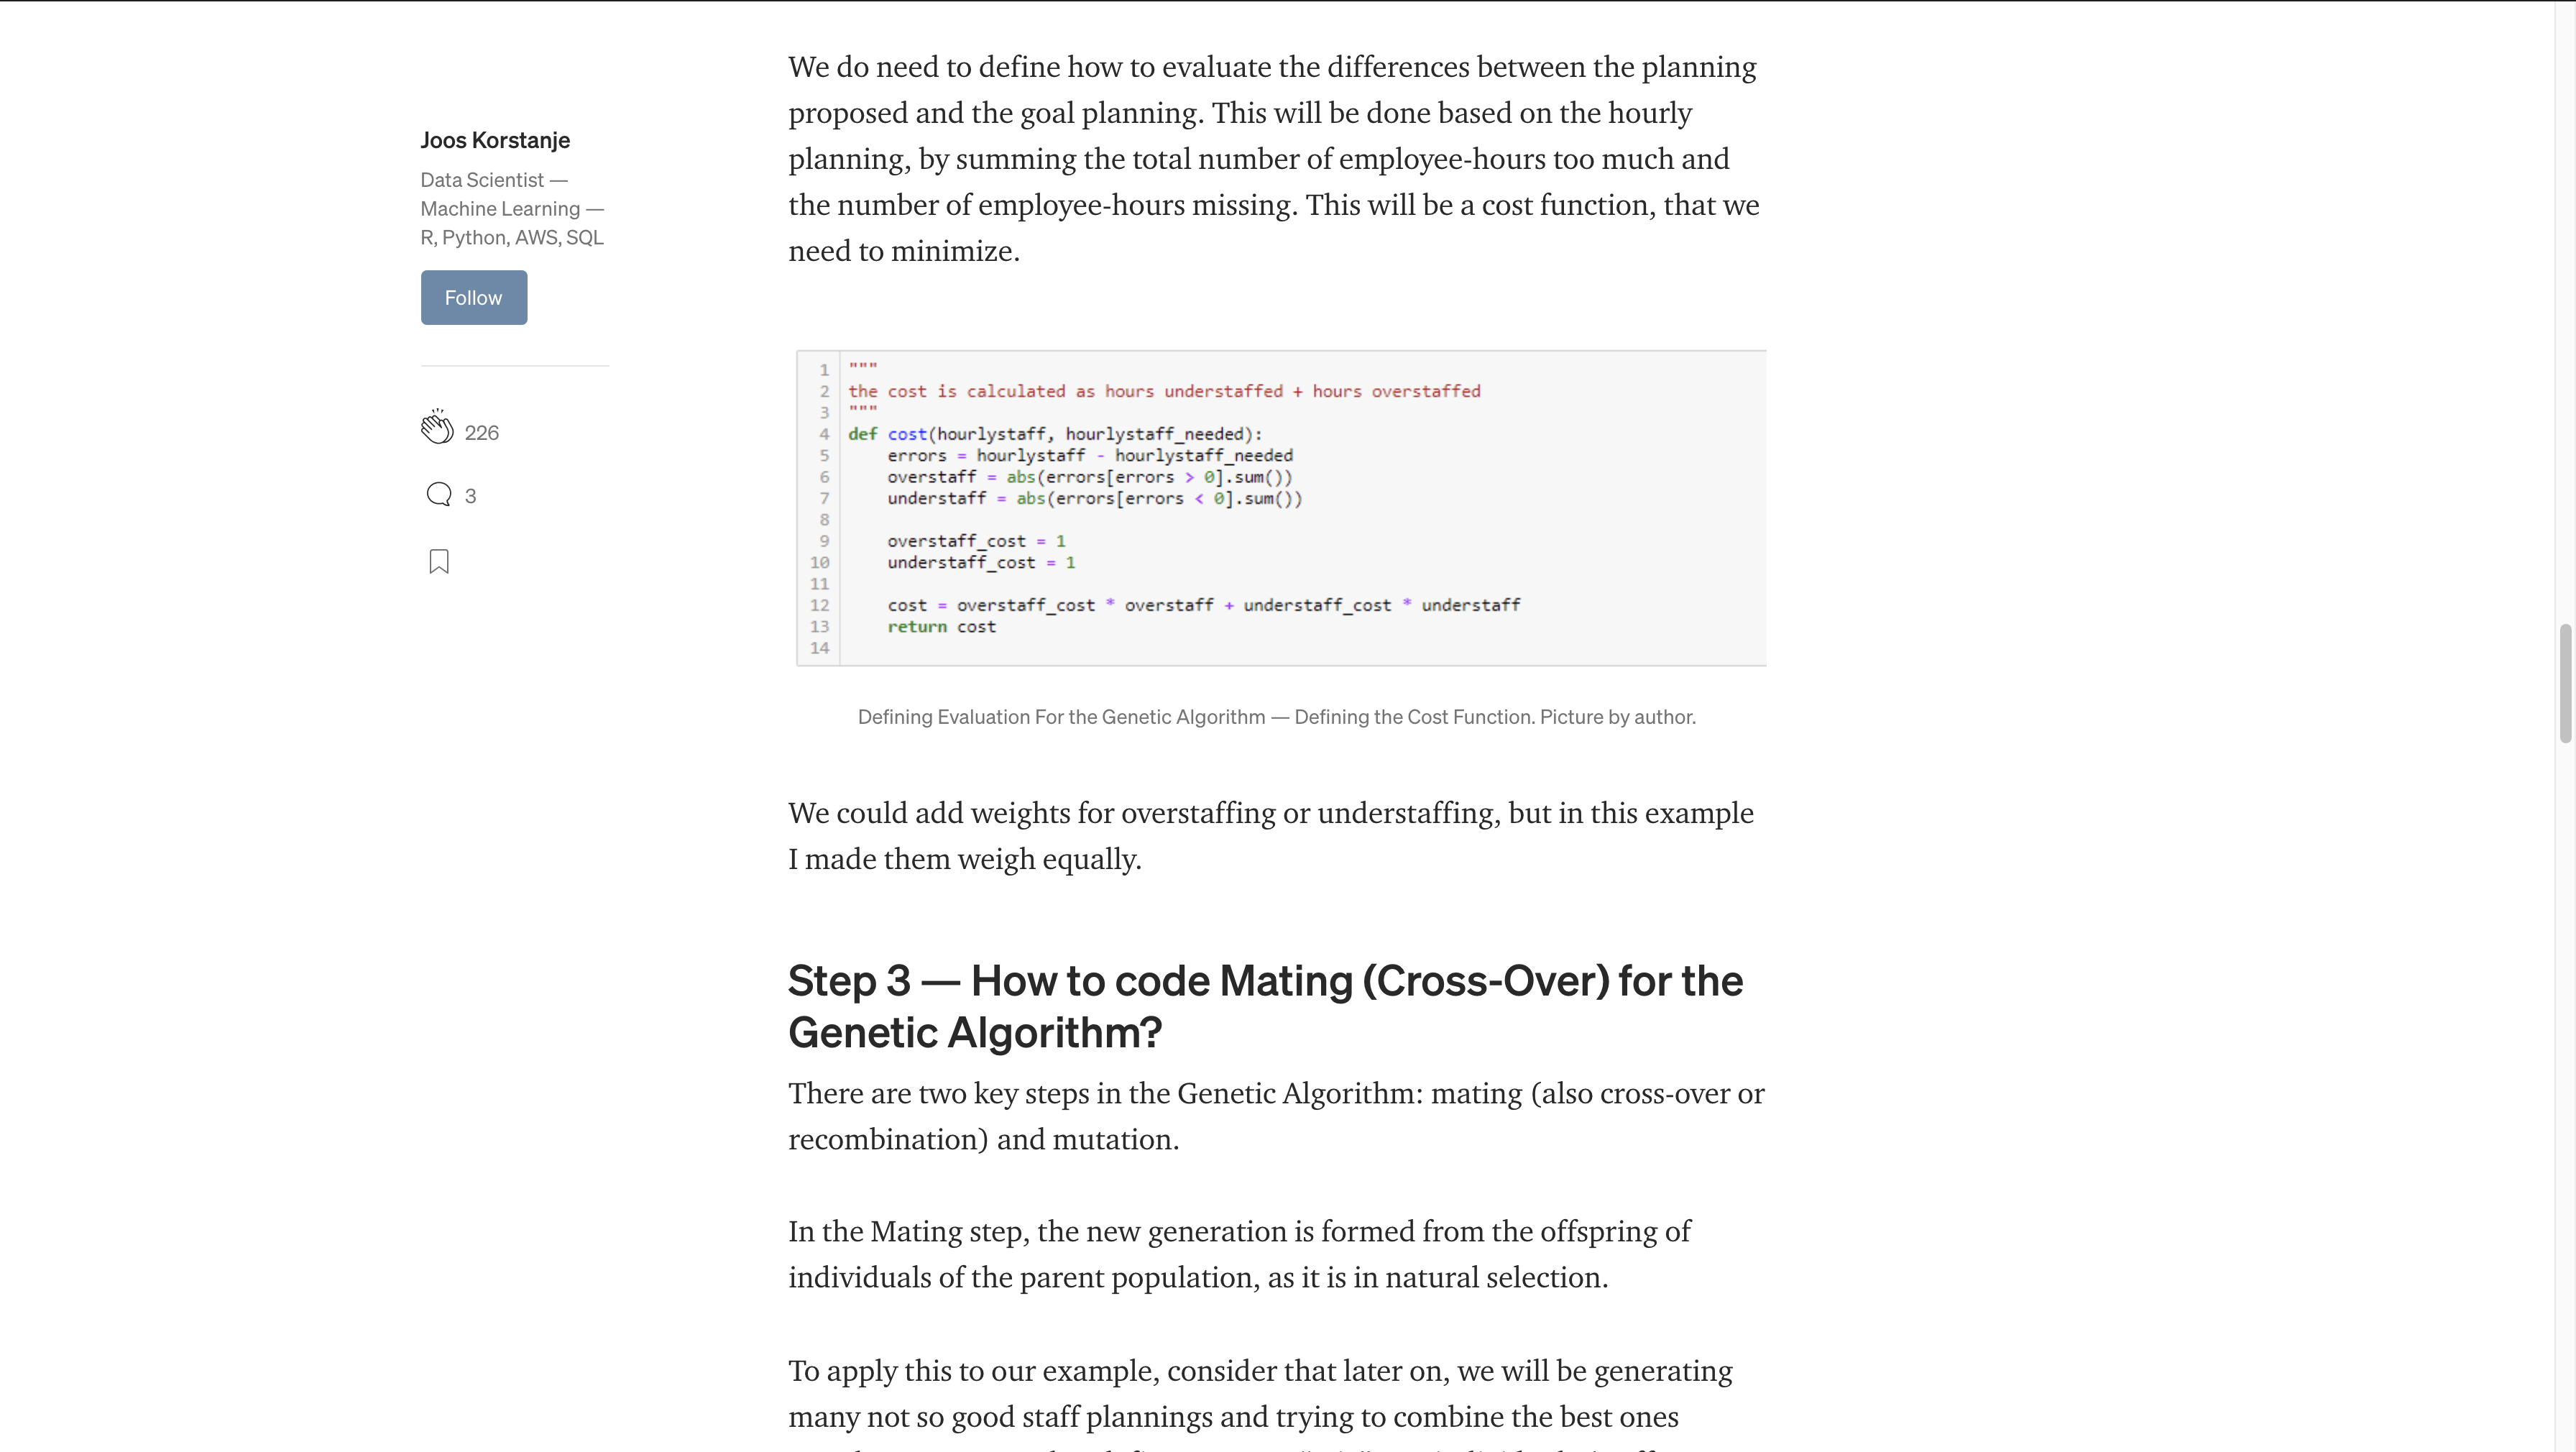 We do need to define how to evaluate the differences between the planning
proposed and the goal planning. This will be done based on the hourly
planning, by summing the total number of employee-hours too much and
the number of employee-hours missing. This will be a cost function, that we
need to minimize.
Joos Korstanje
Data Scientist —
Machine Learning —
R, Python, AWS, SQL
Follow
226
3
1 """
2 the cost is calculated as hours understaffed + hours overstaffed
3 """
4 def cost(hourlystaff, hourlystaff_needed):
5     errors = hourlystaff - hourlystaff_needed
6     overstaff = abs(errors[errors > 0].sum())
7     understaff = abs(errors[errors < 0].sum())
8
9     overstaff_cost = 1
10     understaff_cost = 1
11
12     cost = overstaff_cost * overstaff + understaff_cost * understaff
13     return cost
14
Defining Evaluation For the Genetic Algorithm — Defining the Cost Function. Picture by author.
We could add weights for overstaffing or understaffing, but in this example
I made them weigh equally.
Step 3 — How to code Mating (Cross-Over) for the
Genetic Algorithm?
There are two key steps in the Genetic Algorithm: mating (also cross-over or
recombination) and mutation.
In the Mating step, the new generation is formed from the offspring of
individuals of the parent population, as it is in natural selection.
To apply this to our example, consider that later on, we will be generating
many not so good staff plannings and trying to combine the best ones